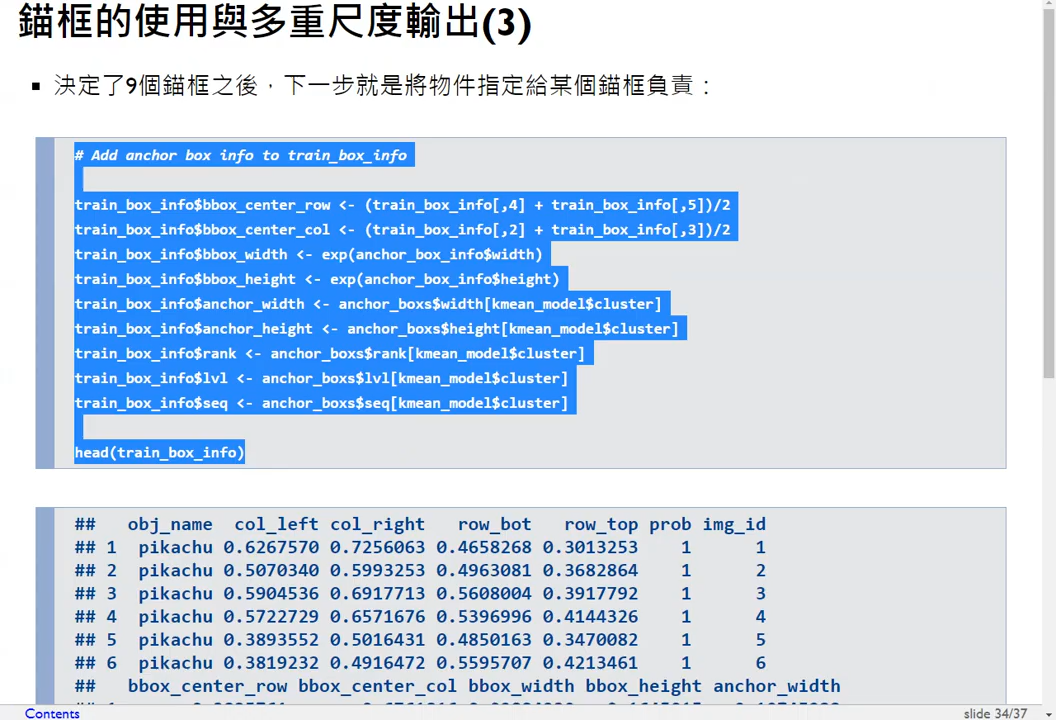 錨框的使用與多重尺度輸出(3)
決定了9個錨框之後，下一步就是將物件指定給某個錨框負責：
# Add anchor box info to train_box_info
train_box_info$bbox_center_row <- (train_box_info[,4] + train_box_info[,5])/2
train_box_info$bbox_center_col <- (train_box_info[,2] + train_box_info[,3])/2
train_box_info$bbox_width <- exp(anchor_box_info$width)
train_box_info$bbox_height <- exp(anchor_box_info$height)
train_box_info$anchor_width <- anchor_boxs$width[kmean_model$cluster]
train_box_info$anchor_height <- anchor_boxs$height[kmean_model$cluster]
train_box_info$rank <- anchor_boxs$rank[kmean_model$cluster]
train_box_info$lvl <- anchor_boxs$lvl[kmean_model$cluster]
train_box_info$seq <- anchor_boxs$seq[kmean_model$cluster]
head(train_box_info)
## obj_name col_left col_right row_bot row_top prob img_id
## 1 pikachu 0.6267570 0.7256063 0.4658268 0.3013253 1 1
## 2 pikachu 0.5070340 0.5993253 0.4963081 0.3682864 1 2
## 3 pikachu 0.5904536 0.6917713 0.5608004 0.3917792 1 3
## 4 pikachu 0.5722729 0.6571676 0.5396996 0.4144326 1 4
## 5 pikachu 0.3893552 0.5016431 0.4850163 0.3470082 1 5
## 6 pikachu 0.3819232 0.4916472 0.5595707 0.4213461 1 6
## bbox_center_row bbox_center_col bbox_width bbox_height anchor_width
Contents
slide 34/37